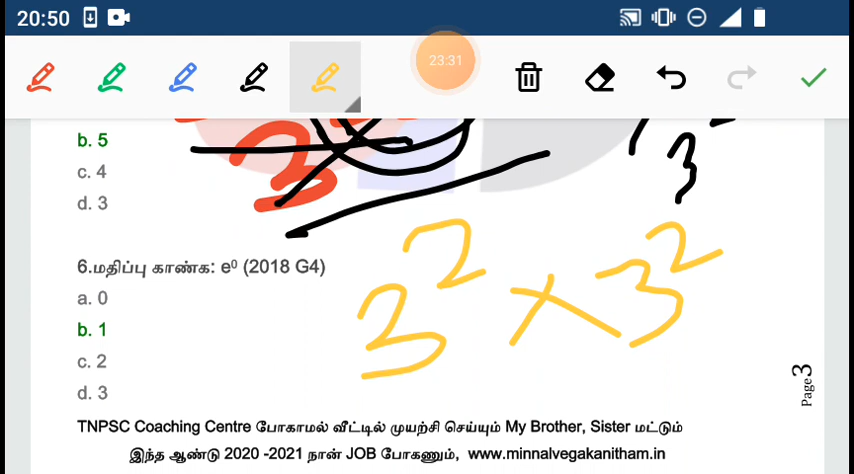 20:50
23:31
b. 5
c. 4
d. 3
3
3
6.மதிப்பு காண்க: e⁰ (2018 G4)
a. 0
b. 1
c. 2
d. 3
3² × 3²
Page 3
TNPSC Coaching Centre போகாமல் வீட்டில் முயற்சி செய்யும் My Brother, Sister மட்டும்
இந்த ஆண்டு 2020 -2021 நான் JOB போகணும், www.minnalvegakanitham.in